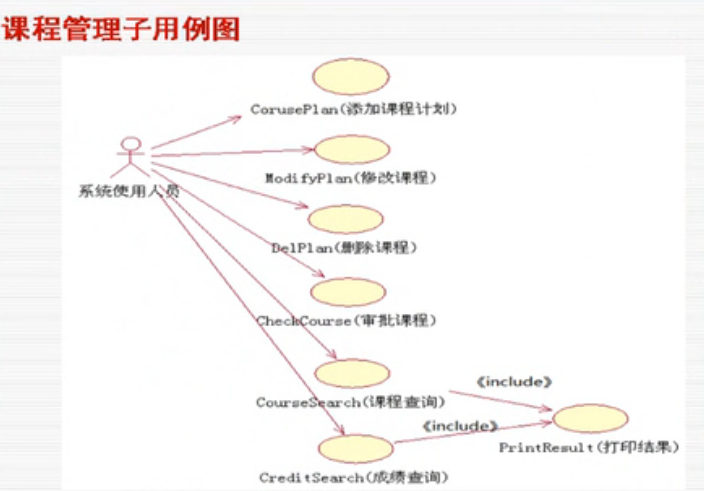 课程管理子用例图
CorusePlan(添加课程计划)
ModifyPlan(修改课程)
系统使用人员
DelPlan(删除课程)
CheckCourse(审批课程)
《include》
CourseSearch(课程查询)
《include》
PrintResult(打印结果)
CreditSearch(成绩查询)